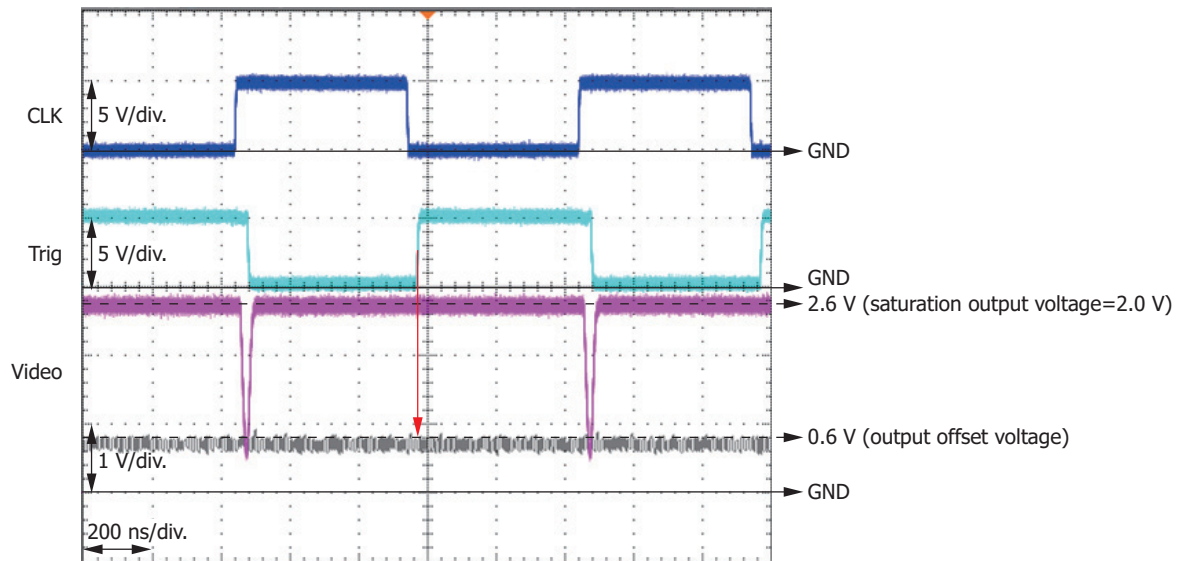 CLK
5 V/div.
GND
Trig
5 V/div.
GND
2.6 V (saturation output voltage=2.0 V)
Video
0.6 V (output offset voltage)
1 V/div.
GND
200 ns/div.